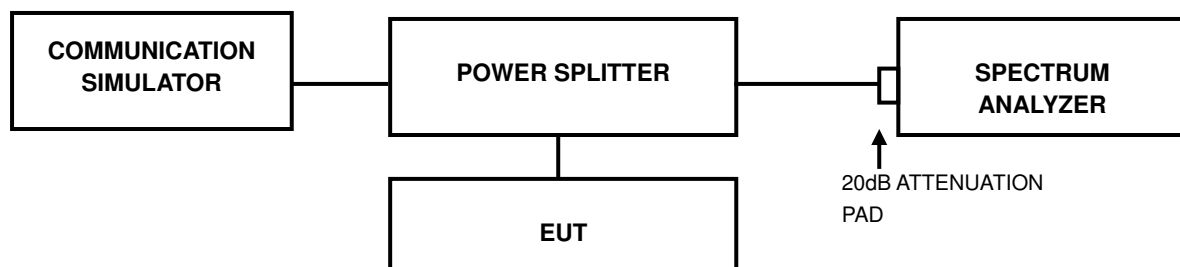 COMMUNICATION
SIMULATOR
POWER SPLITTER
SPECTRUM
ANALYZER
20dB ATTENUATION
PAD
EUT